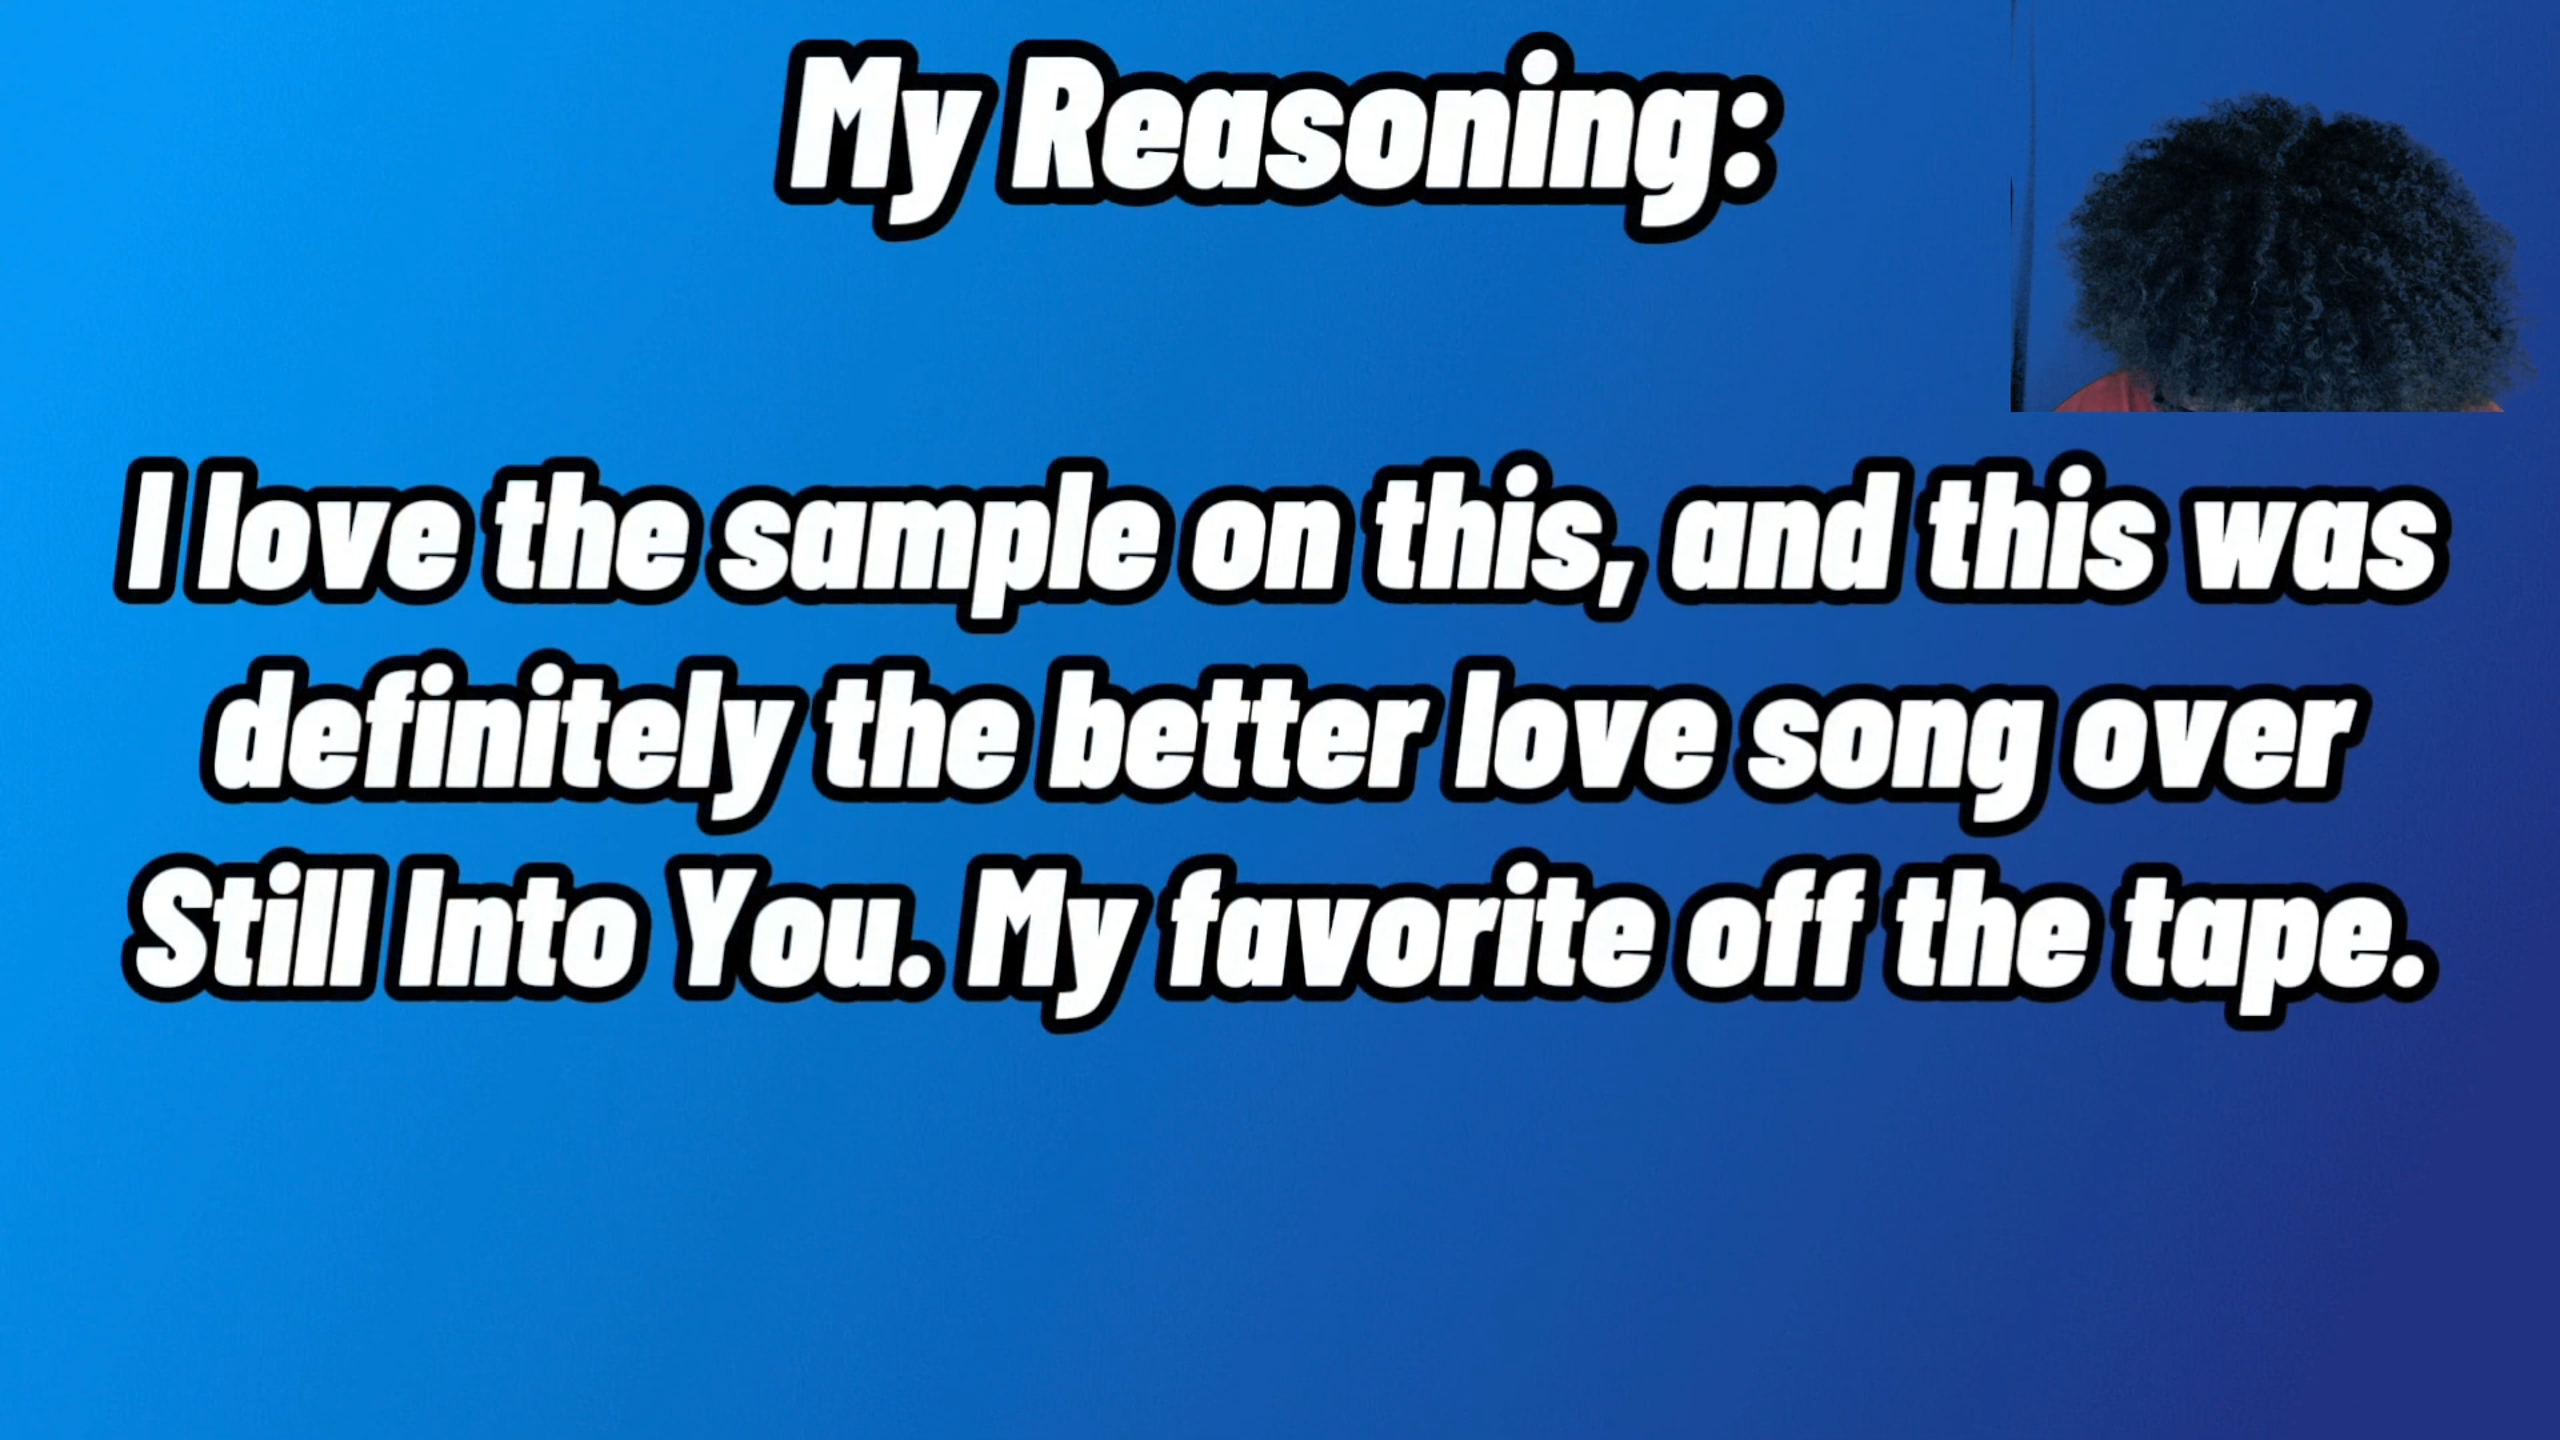 My Reasoning:
I love the sample on this, and this was
definitely the better love song over
Still Into You. My favorite off the tape.